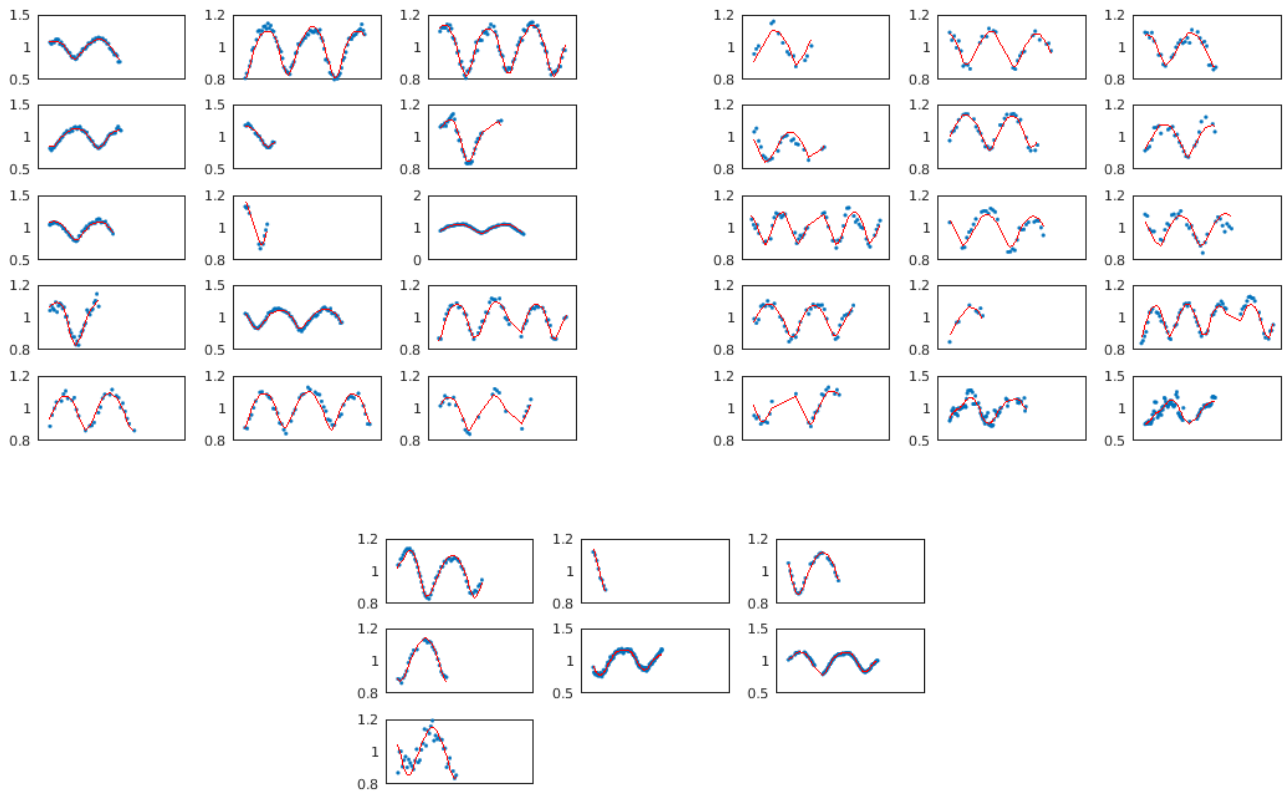 1.5 1.2 1.2 1.2 1.2 1.2
1 1 1 1 1 1
0.5 0.8 0.8 0.8 0.8 0.8
1.5 1.5 1.2 1.2 1.2 1.2
1 1 1 1 1 1
0.5 0.5 0.8 0.8 0.8 0.8
1.5 1.2 2 1.2 1.2 1.2
1 1 1 1 1 1
0.5 0.8 0 0.8 0.8 0.8
1.2 1.5 1.2 1.2 1.2 1.2
1 1 1 1 1 1
0.8 0.5 0.8 0.8 0.8 0.8
1.2 1.2 1.2 1.2 1.5 1.5
1 1 1 1 1 1
0.8 0.8 0.8 0.8 0.5 0.5
1.2 1.2 1.2
1 1 1
0.8 0.8 0.8
1.2 1.5 1.5
1 1 1
0.8 0.5 0.5
1.2
1
0.8